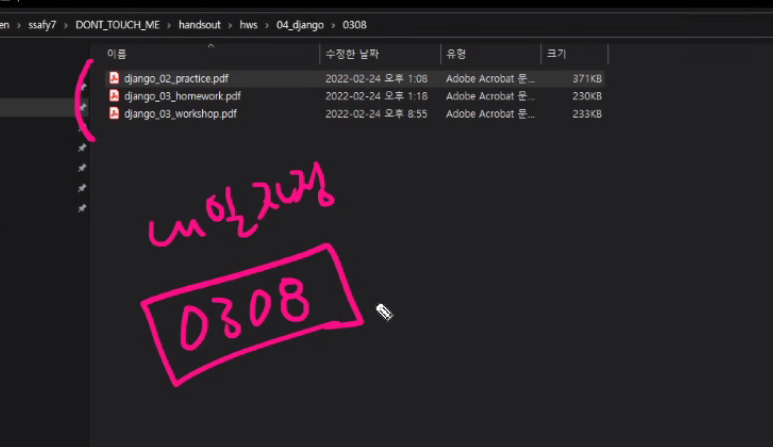 en > ssafy7 > DONT_TOUCH_ME > handsout > hws > 04_django > 0308
이름 수정한 날짜 유형 크기
django_02_practice.pdf 2022-02-24 오후 1:08 Adobe Acrobat 문... 371KB
django_03_homework.pdf 2022-02-24 오후 1:18 Adobe Acrobat 문... 230KB
django_03_workshop.pdf 2022-02-24 오후 8:55 Adobe Acrobat 문... 233KB
내일자정
0308